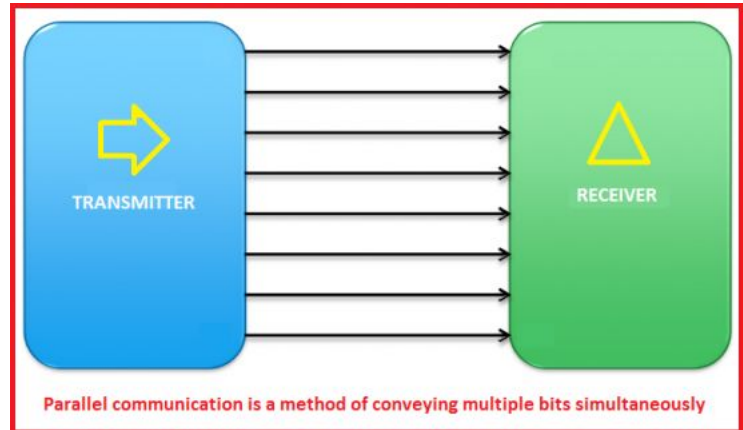 TRANSMITTER
RECEIVER
Parallel communication is a method of conveying multiple bits simultaneously